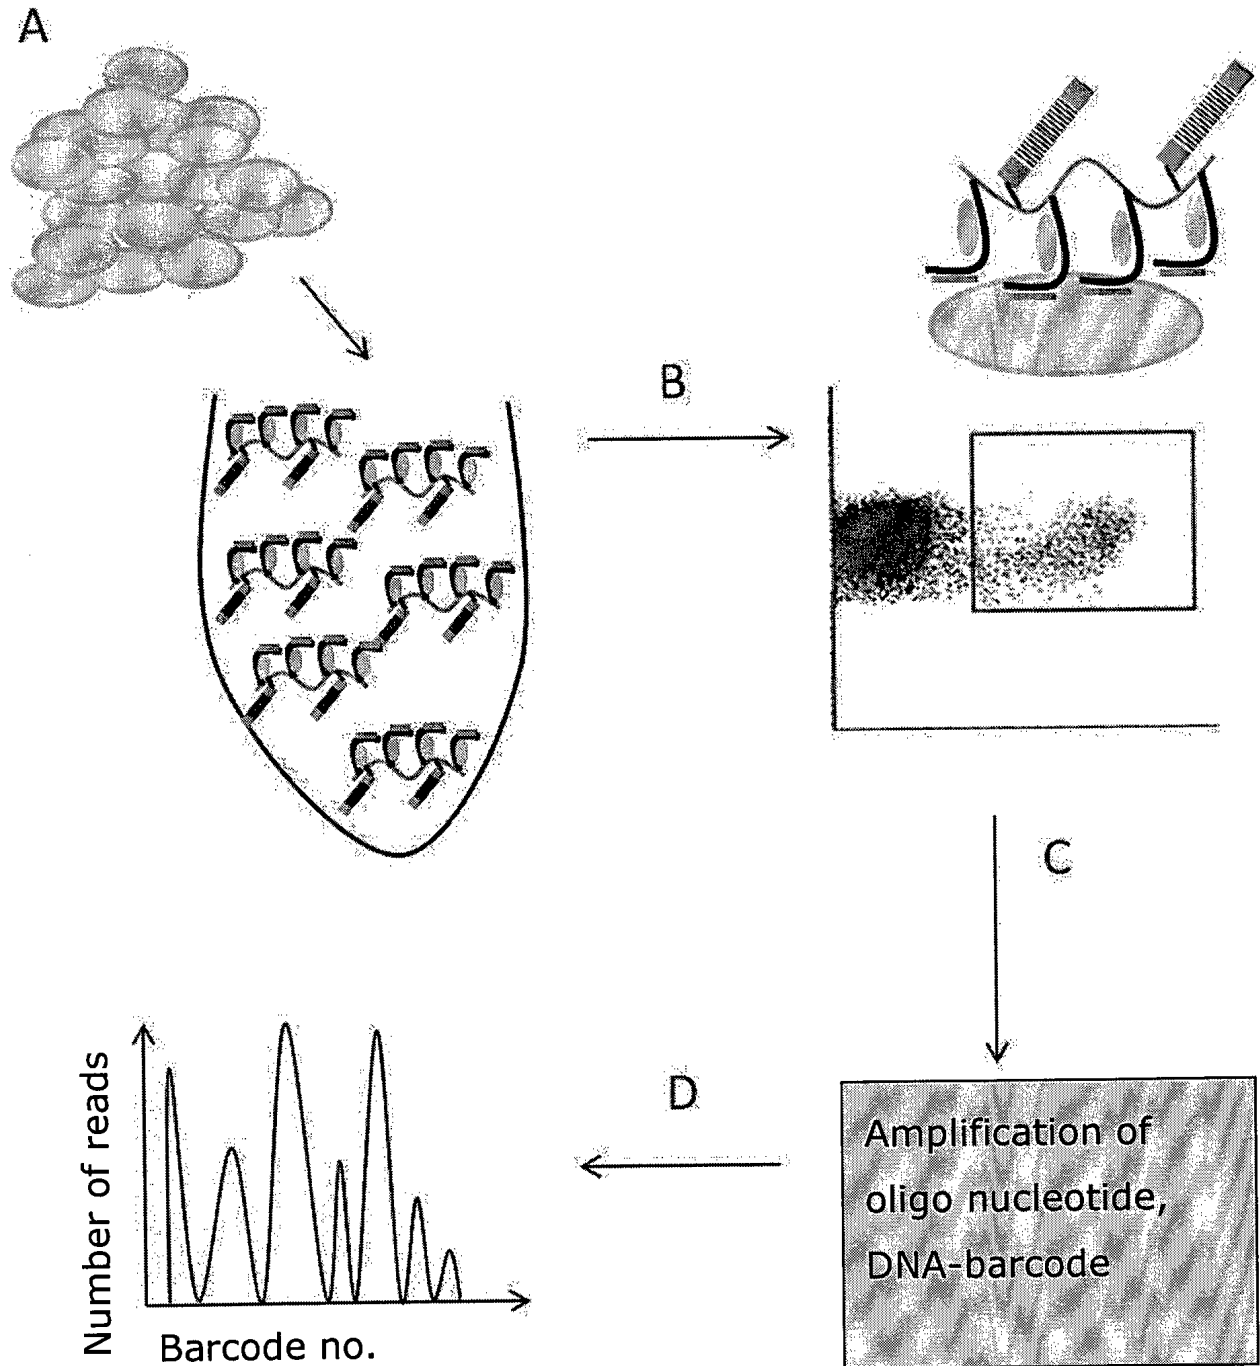 A
B
C
D
Amplification of
oligo nucleotide,
DNA-barcode
Number of reads
Barcode no.